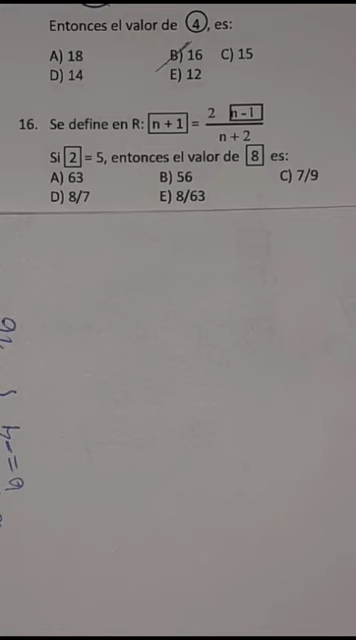 Entonces el valor de 4, es:
A) 18 B) 16 C) 15
D) 14 E) 12
16. Se define en R: n + 1 = 2 n - 1 / n + 2
Si 2 = 5, entonces el valor de 8 es:
A) 63 B) 56 C) 7/9
D) 8/7 E) 8/63